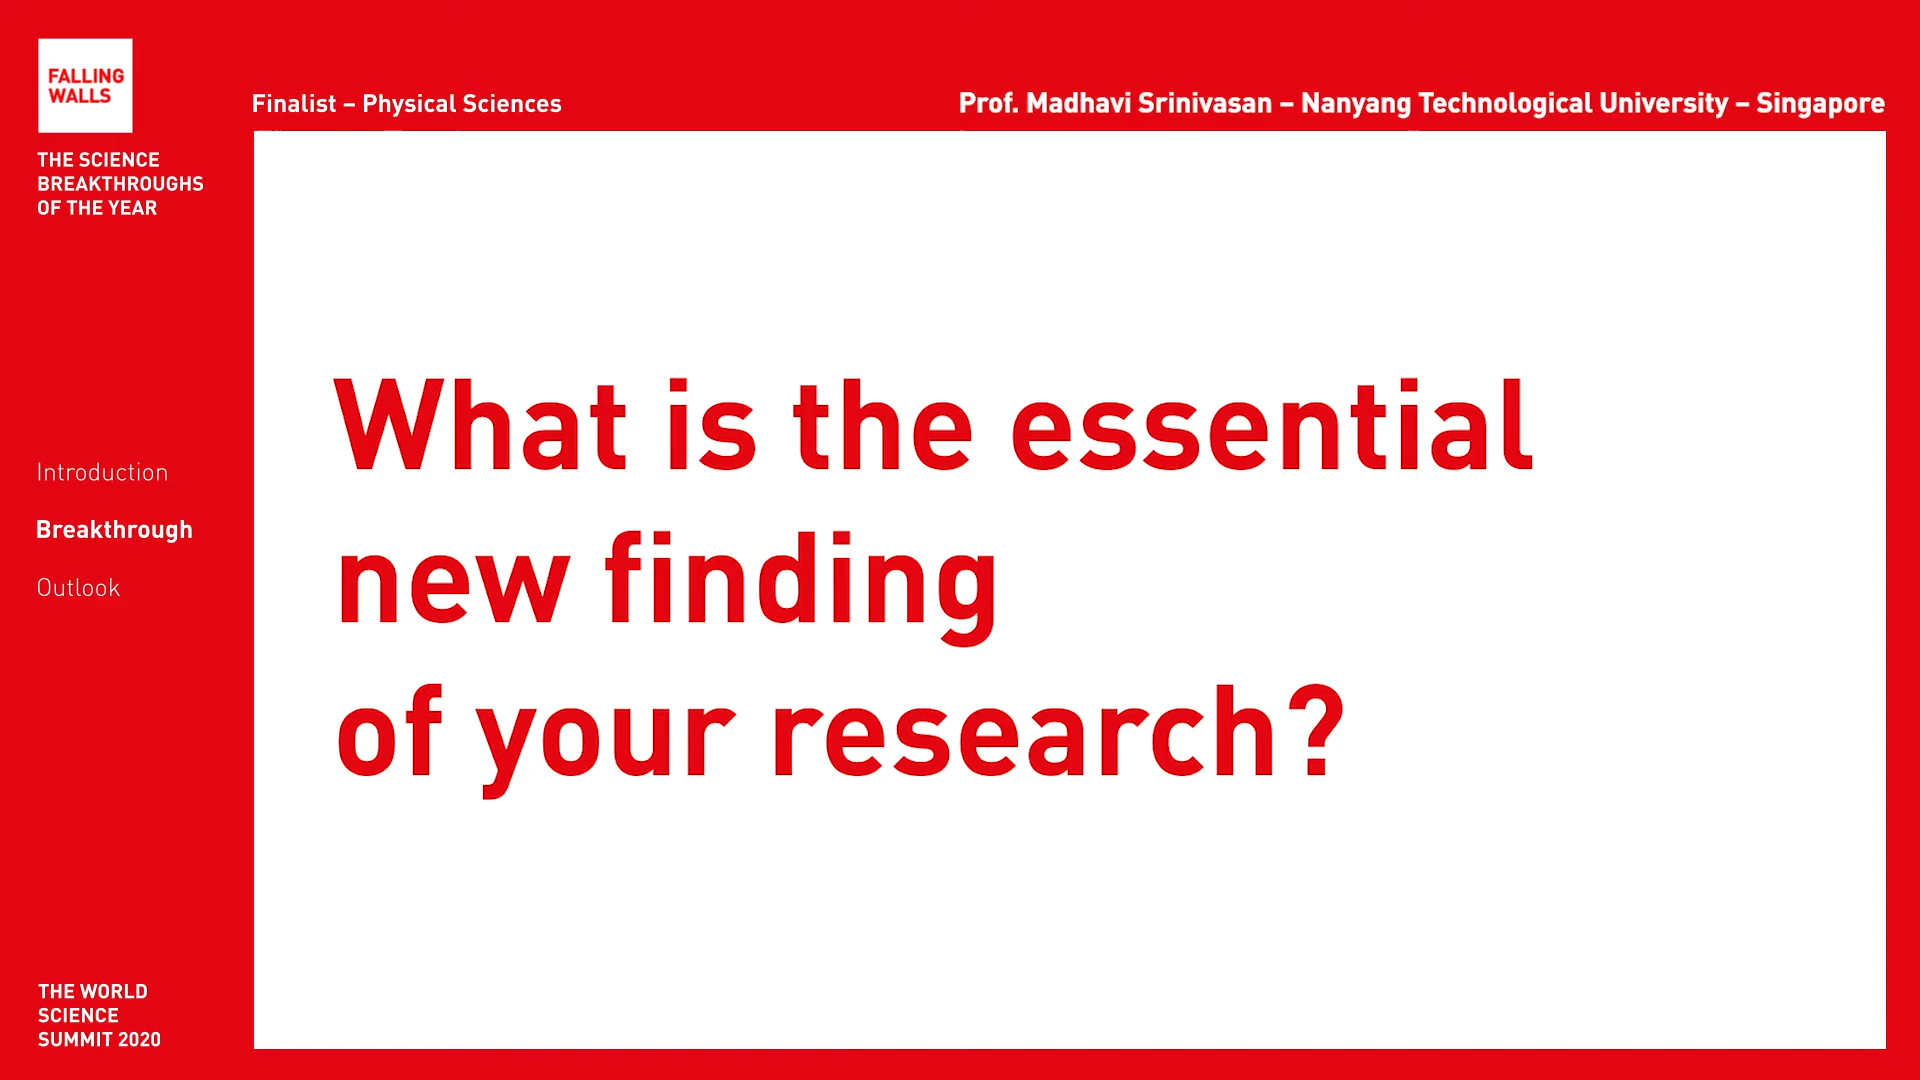 FALLING
WALLS
THE SCIENCE
BREAKTHROUGHS
OF THE YEAR
Finalist – Physical Sciences
Prof. Madhavi Srinivasan – Nanyang Technological University – Singapore
Introduction
Breakthrough
Outlook
What is the essential
new finding
of your research?
THE WORLD
SCIENCE
SUMMIT 2020